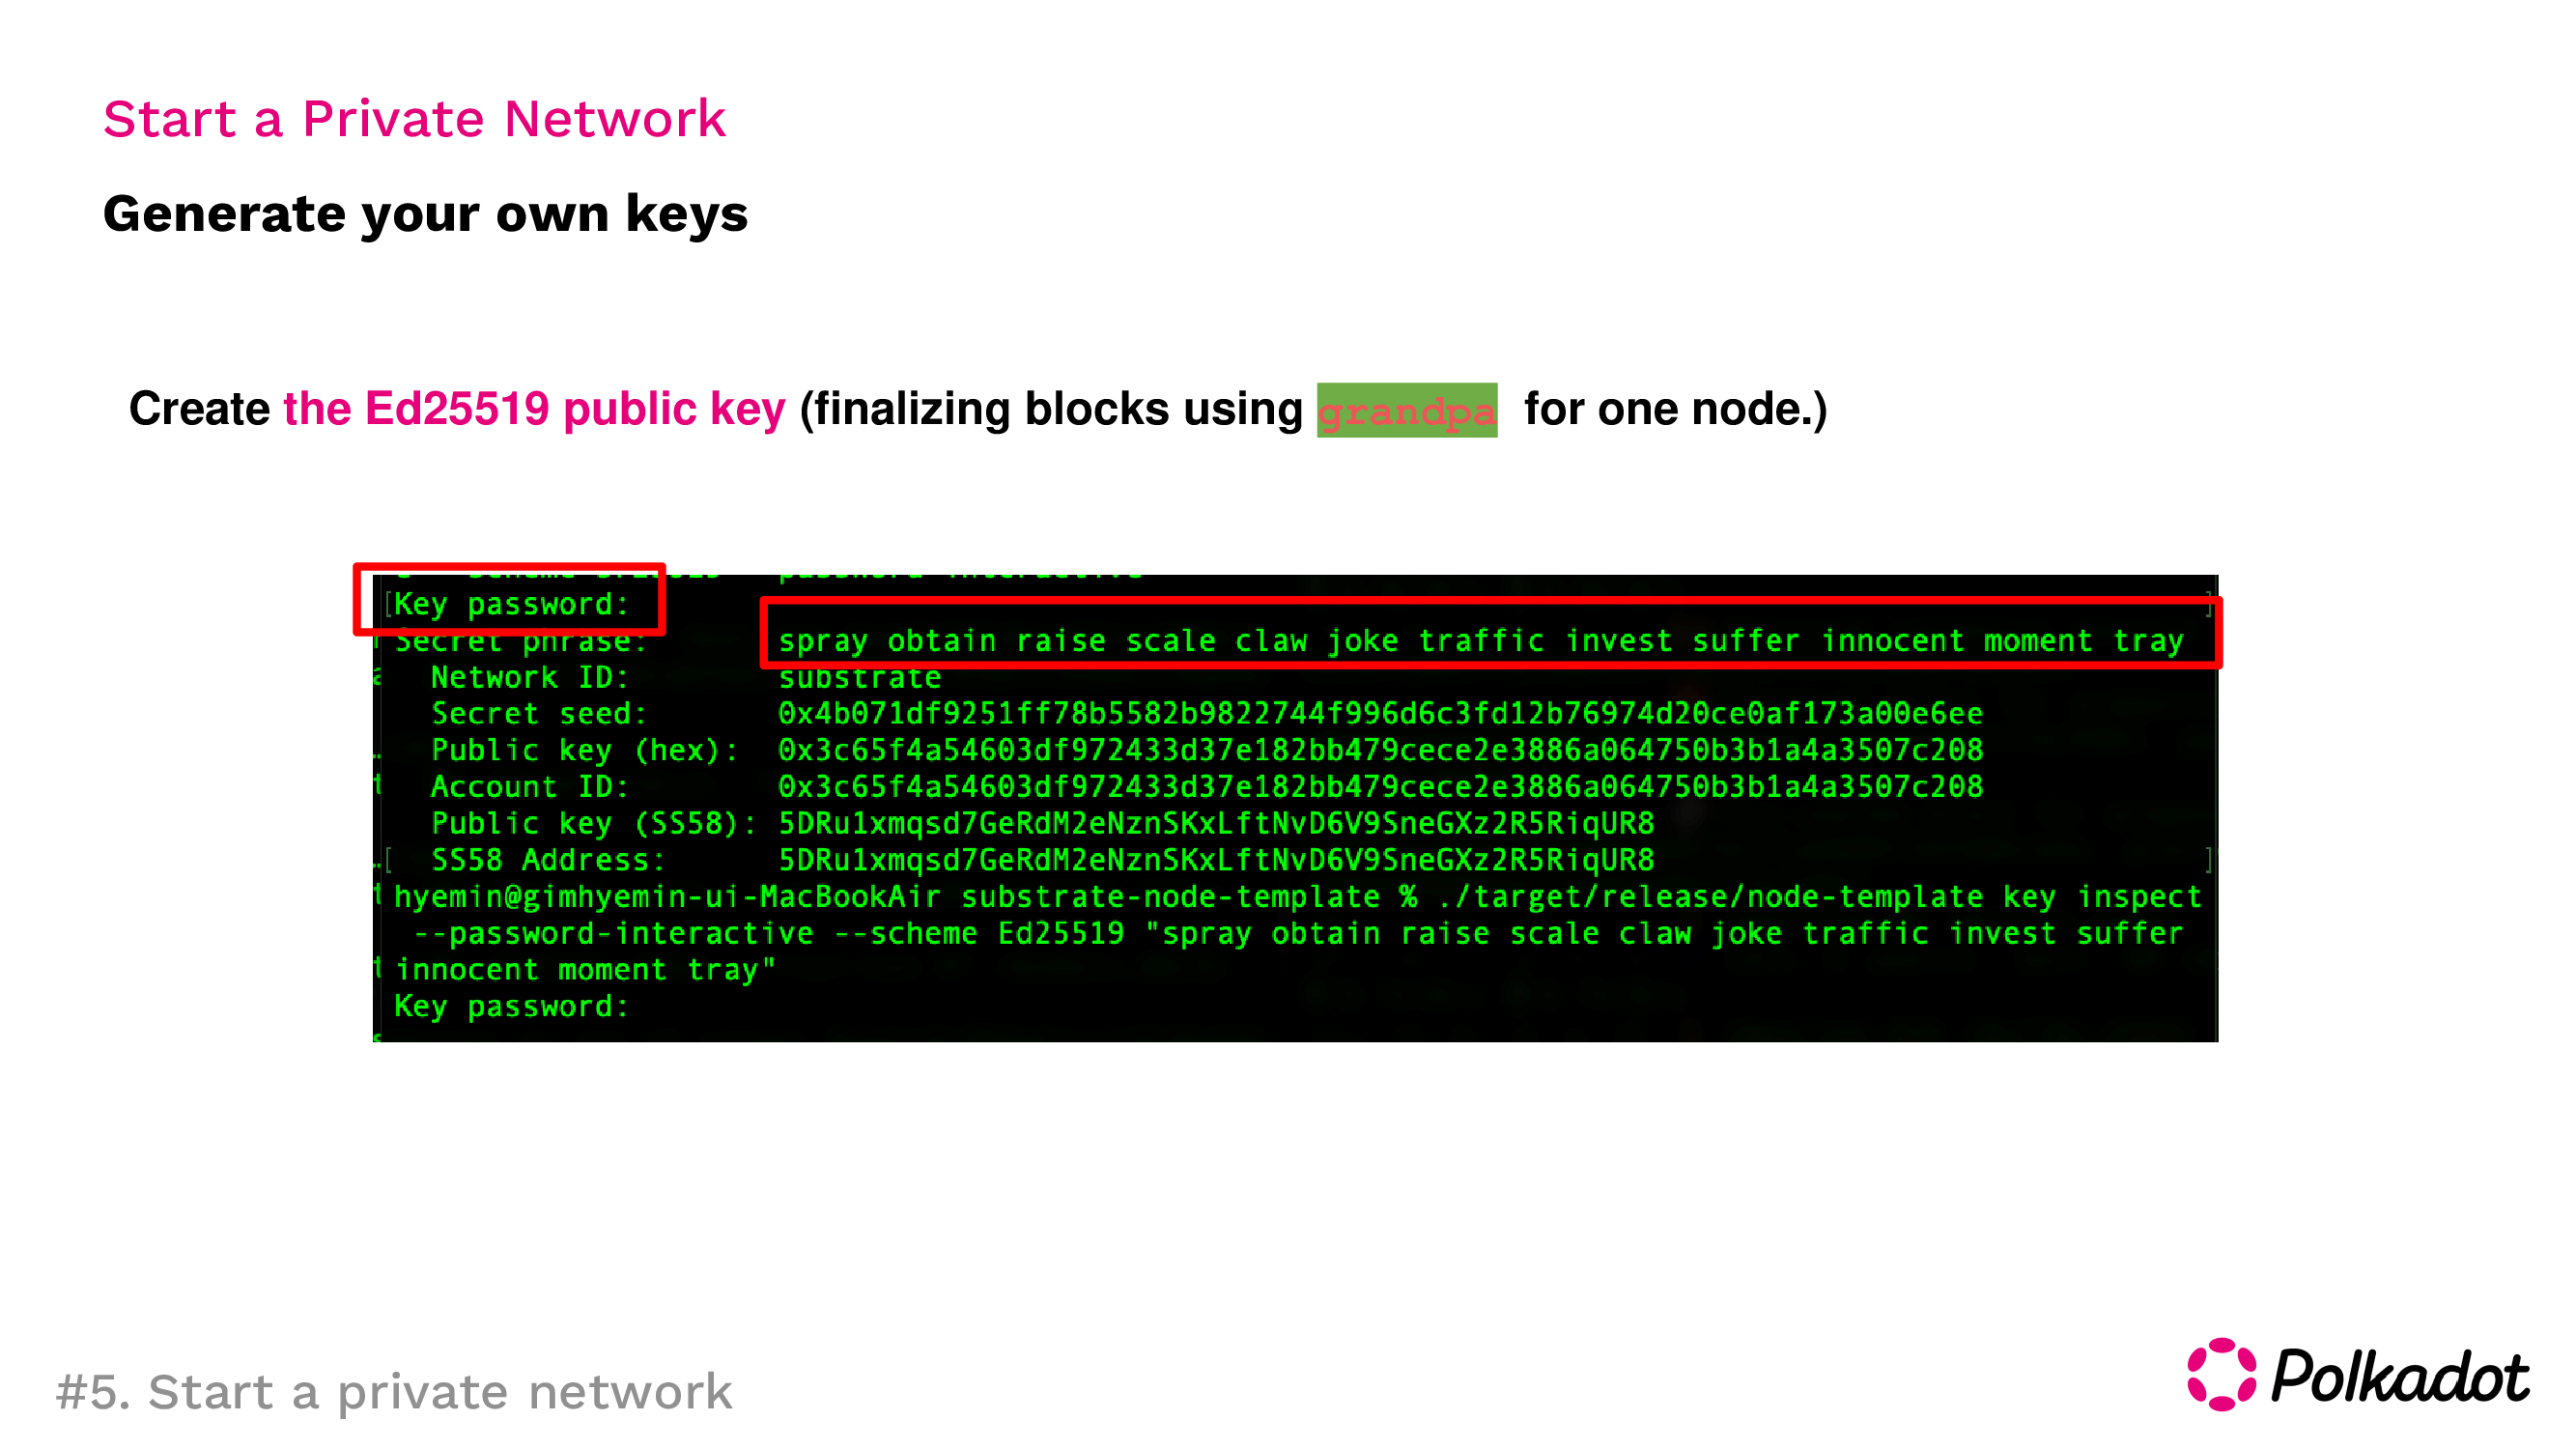 Start a Private Network
Generate your own keys
Create the Ed25519 public key (finalizing blocks using grandpa for one node.)
[Key password: ]
Secret phrase: spray obtain raise scale claw joke traffic invest suffer innocent moment tray
Network ID: substrate
Secret seed: 0x4b071df9251ff78b5582b9822744f996d6c3fd12b76974d20ce0af173a00e6ee
Public key (hex): 0x3c65f4a54603df972433d37e182bb479cece2e3886a064750b3b1a4a3507c208
Account ID: 0x3c65f4a54603df972433d37e182bb479cece2e3886a064750b3b1a4a3507c208
Public key (SS58): 5DRu1xmqsd7GeRdM2eNznSKxLftNvD6V9SneGXz2R5RiqUR8
[ SS58 Address: 5DRu1xmqsd7GeRdM2eNznSKxLftNvD6V9SneGXz2R5RiqUR8 ]
hyemin@gimhyemin-ui-MacBookAir substrate-node-template % ./target/release/node-template key inspect
--password-interactive --scheme Ed25519 "spray obtain raise scale claw joke traffic invest suffer
innocent moment tray"
Key password:
#5. Start a private network
Polkadot